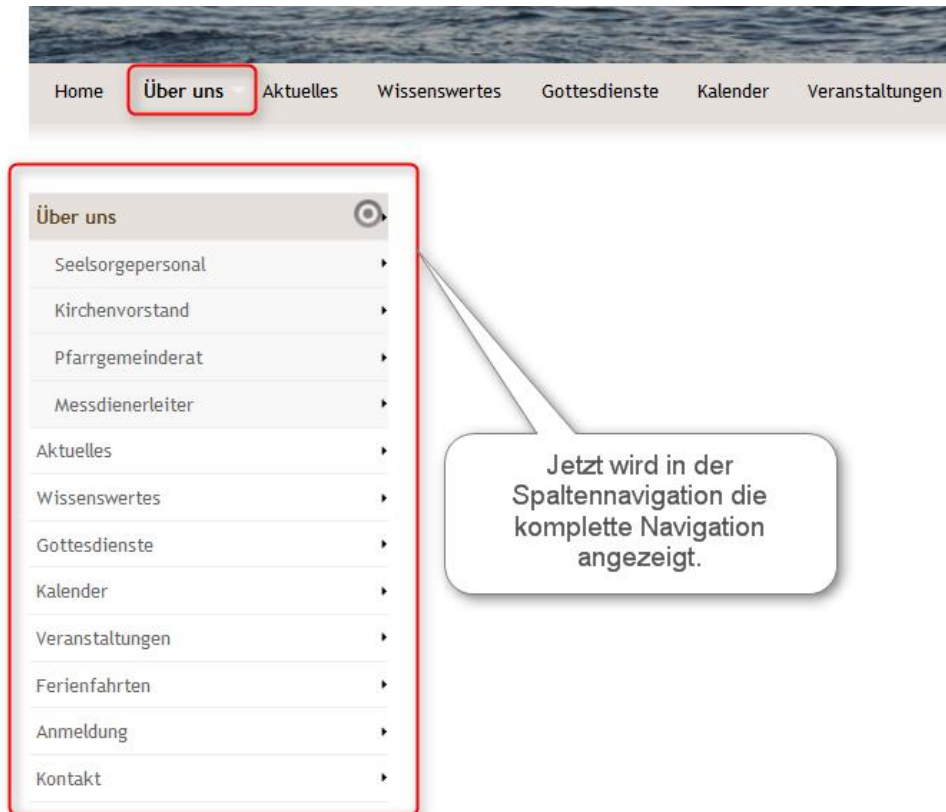 Home Über uns Aktuelles Wissenswertes Gottesdienste Kalender Veranstaltungen
Über uns
Seelsorgepersonal
Kirchenvorstand
Pfarrgemeinderat
Messdienerleiter
Aktuelles
Wissenswertes
Gottesdienste
Kalender
Veranstaltungen
Ferienfahrten
Anmeldung
Kontakt
Jetzt wird in der
Spaltennavigation die
komplette Navigation
angezeigt.